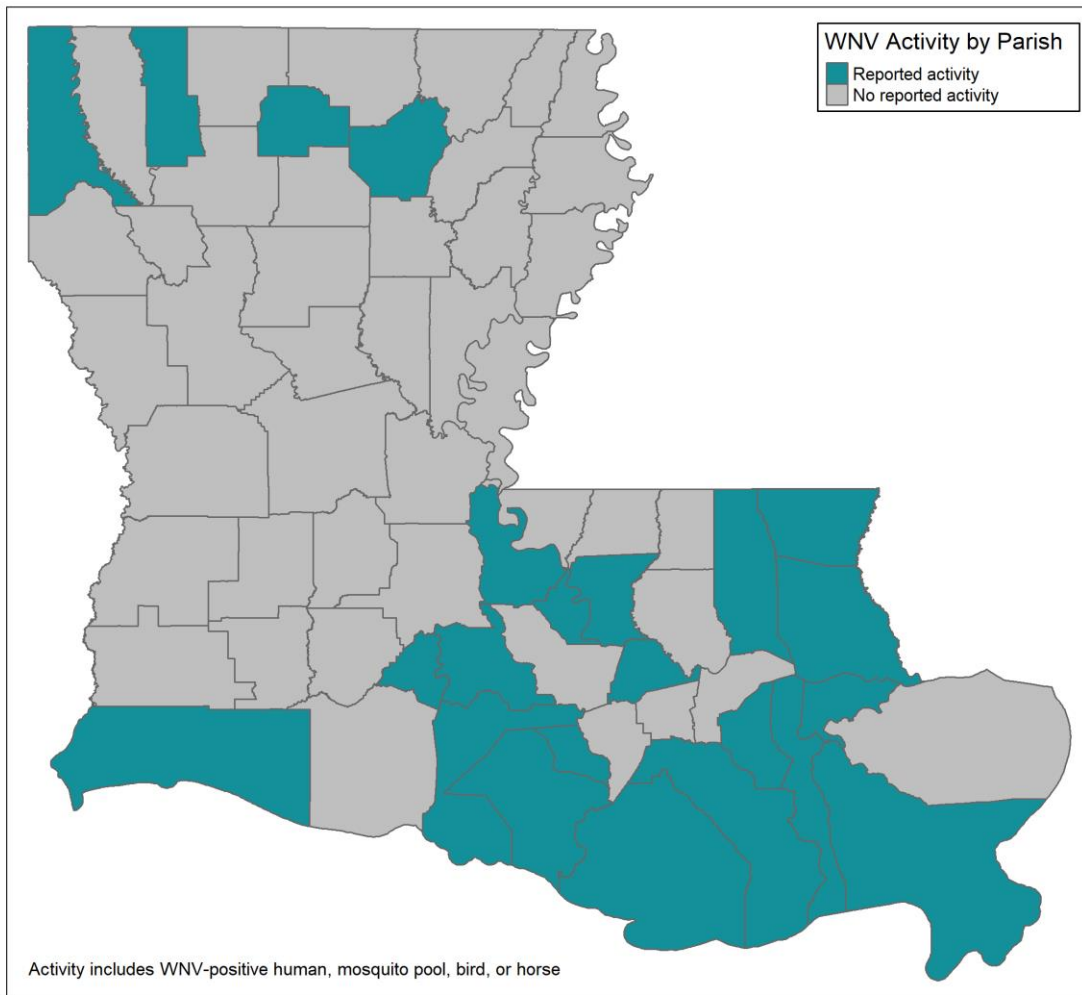 WNV Activity by Parish
Reported activity
No reported activity
Activity includes WNV-positive human, mosquito pool, bird, or horse